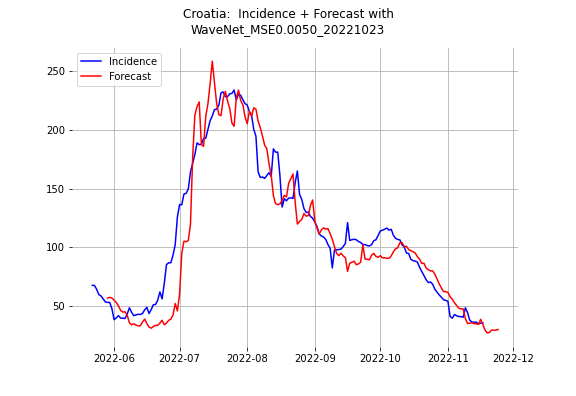 Croatia:  Incidence + Forecast with
WaveNet_MSE0.0050_20221023
Incidence
Forecast
250
200
150
100
50
2022-06 2022-07 2022-08 2022-09 2022-10 2022-11 2022-12